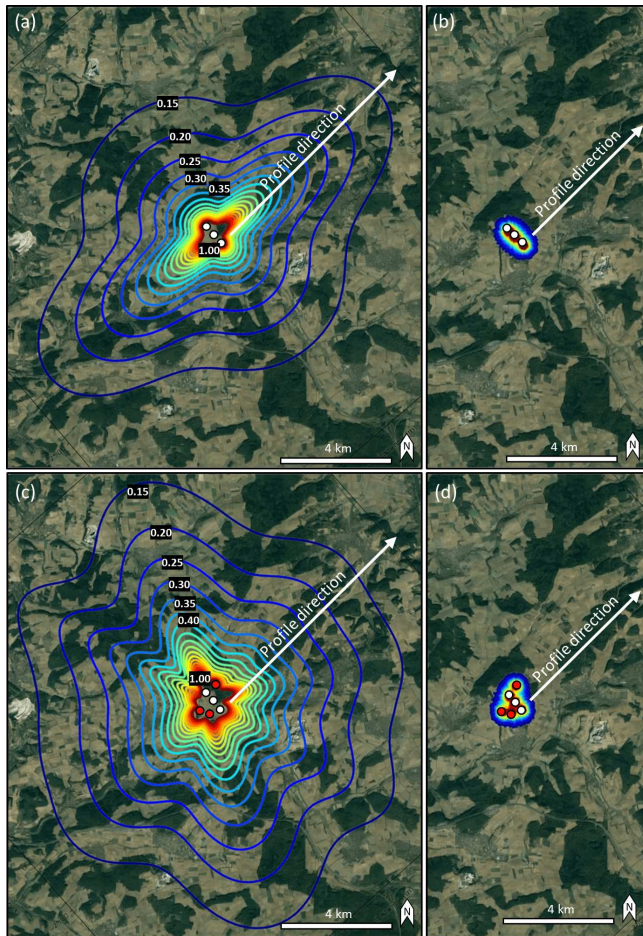 (a)
0.15
0.20
0.25
0.30
0.35
1.00
Profile direction
4 km
N
(b)
Profile direction
4 km
N
(c)
0.15
0.20
0.25
0.30
0.35
0.40
1.00
Profile direction
4 km
N
(d)
Profile direction
4 km
N